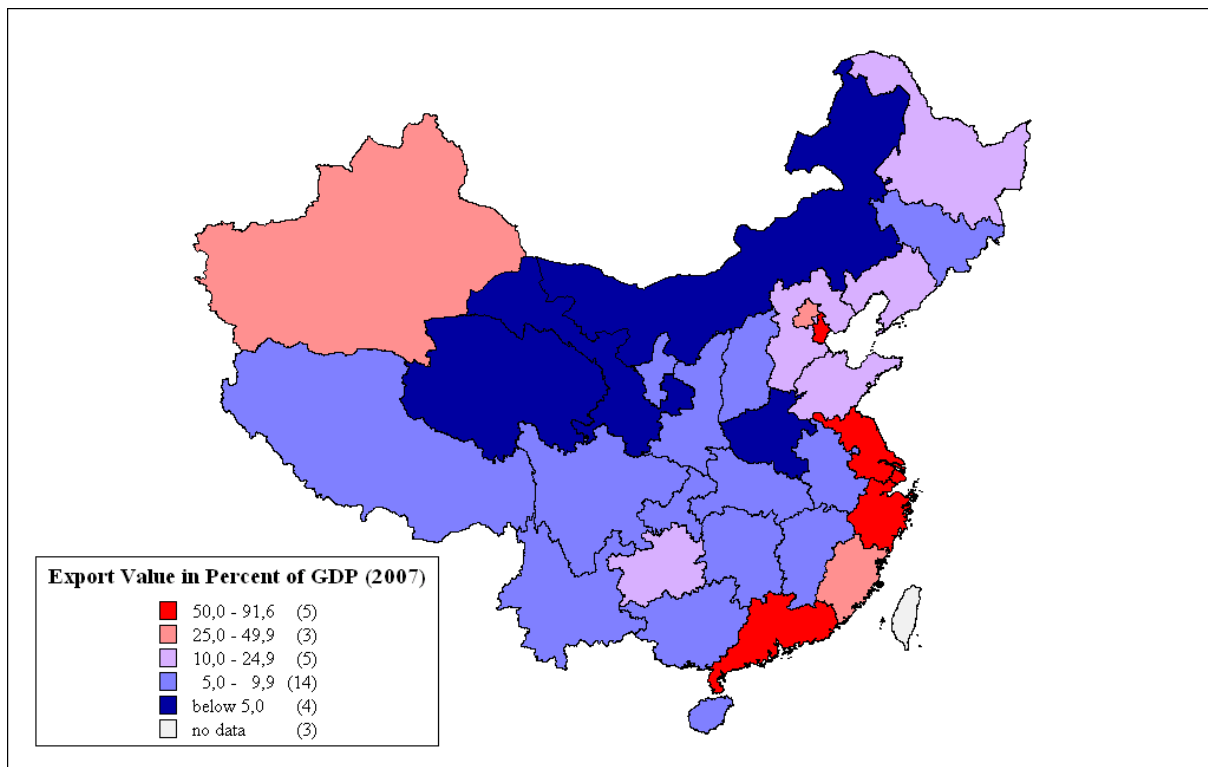 Export Value in Percent of GDP (2007)
50,0 - 91,6 (5)
25,0 - 49,9 (3)
10,0 - 24,9 (5)
5,0 - 9,9 (14)
below 5,0 (4)
no data (3)